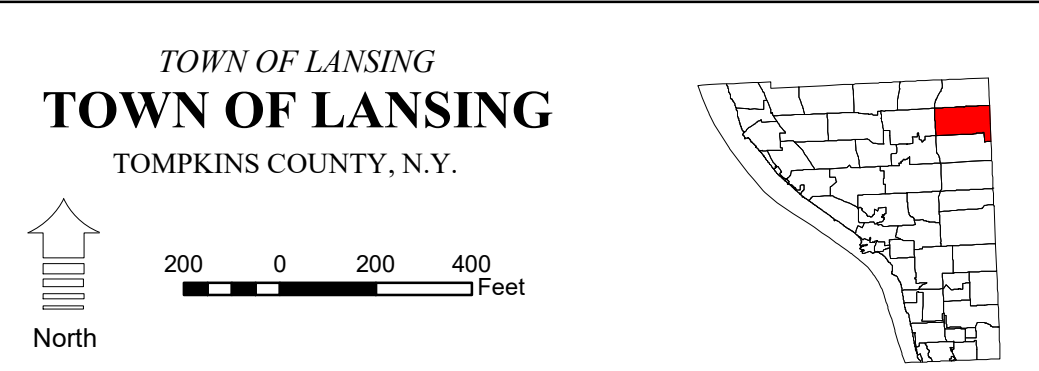 TOWN OF LANSING
TOWN OF LANSING
TOMPKINS COUNTY, N.Y.
200 0 200 400
Feet
North